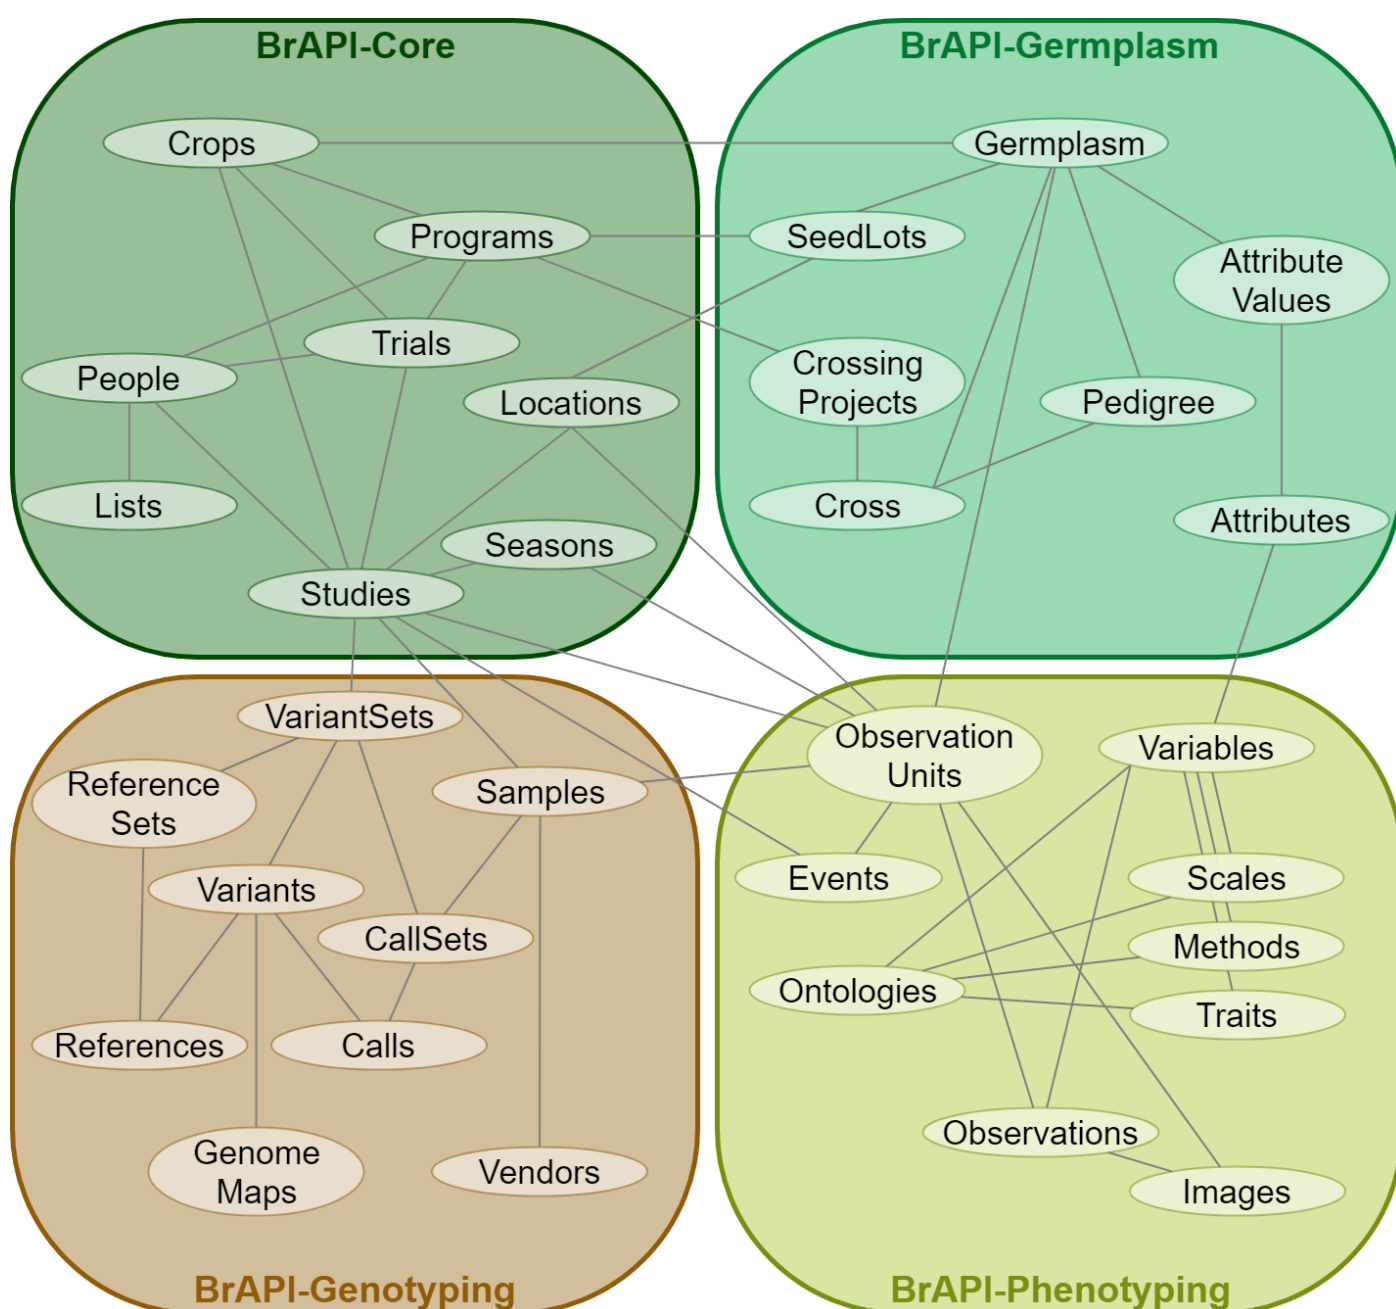 BrAPI-Core
Crops
Programs
Trials
People
Locations
Lists
Seasons
Studies
BrAPI-Germplasm
Germplasm
SeedLots
Attribute
Values
Crossing
Projects
Pedigree
Cross
Attributes
VariantSets
Reference
Sets
Samples
Variants
CallSets
References
Calls
Genome
Maps
Vendors
BrAPI-Genotyping
Observation
Units
Variables
Events
Scales
Methods
Ontologies
Traits
Observations
Images
BrAPI-Phenotyping